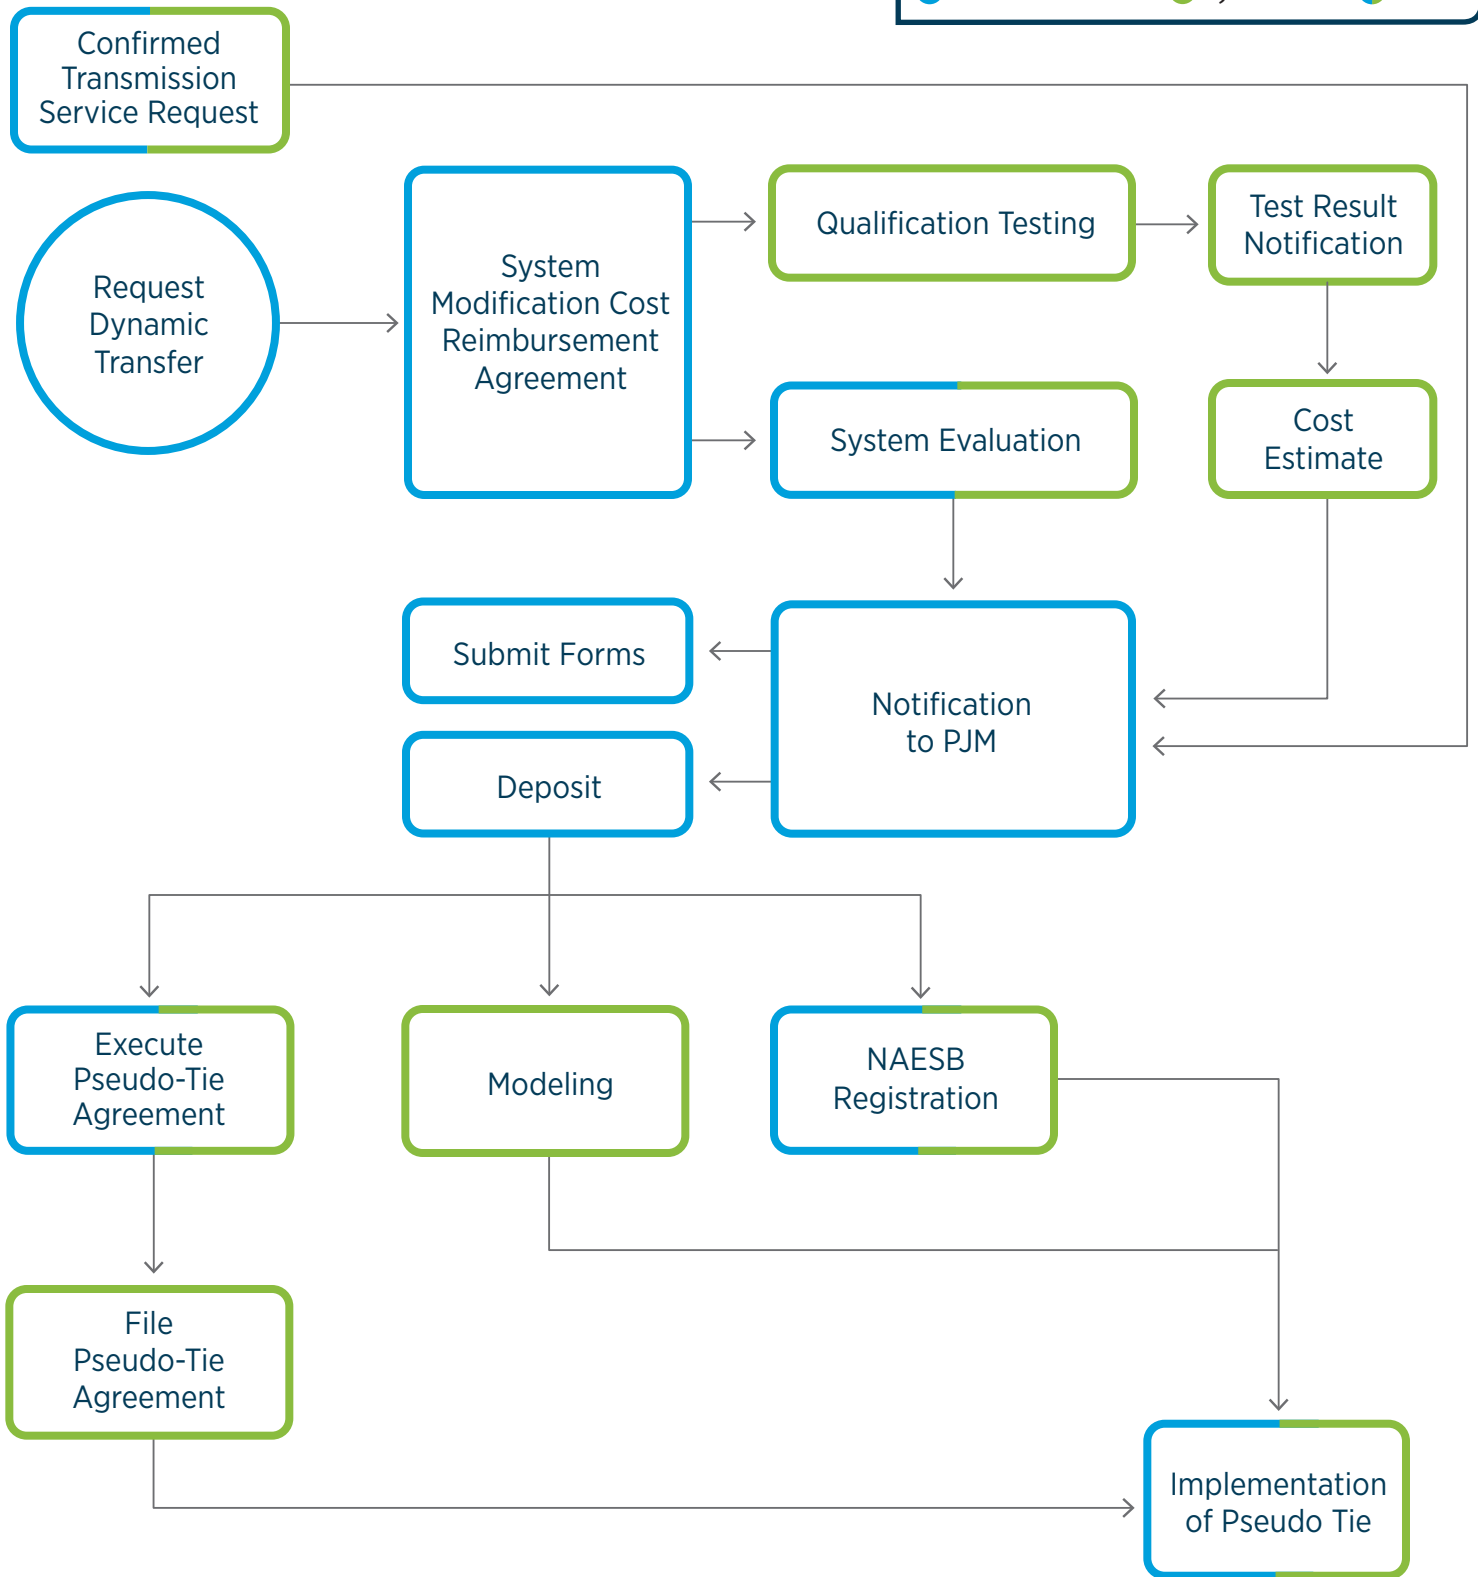 Confirmed
Transmission
Service Request
Request
Dynamic
Transfer
System
Modification Cost
Reimbursement
Agreement
Qualification Testing
Test Result
Notification
System Evaluation
Cost
Estimate
Submit Forms
Deposit
Notification
to PJM
Execute
Pseudo-Tie
Agreement
Modeling
NAESB
Registration
File
Pseudo-Tie
Agreement
Implementation
of Pseudo Tie